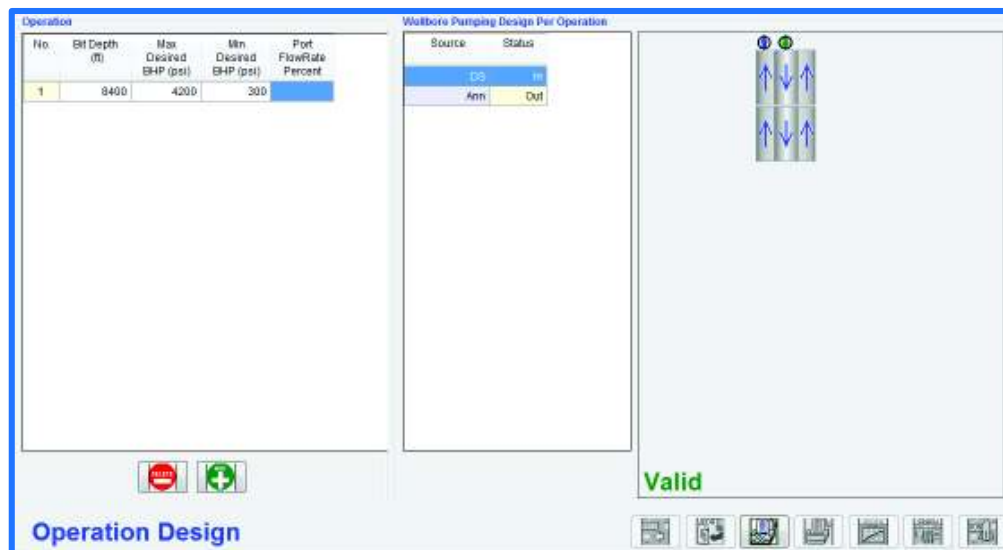 Operation
Wellbore Pumping Design Per Operation
No. Bit Depth (ft) Max Desired BHP (psi) Min Desired BHP (psi) Port FlowRate Percent
1 8400 4200 300
Source Status
DS In
Ann Out
Valid
Operation Design